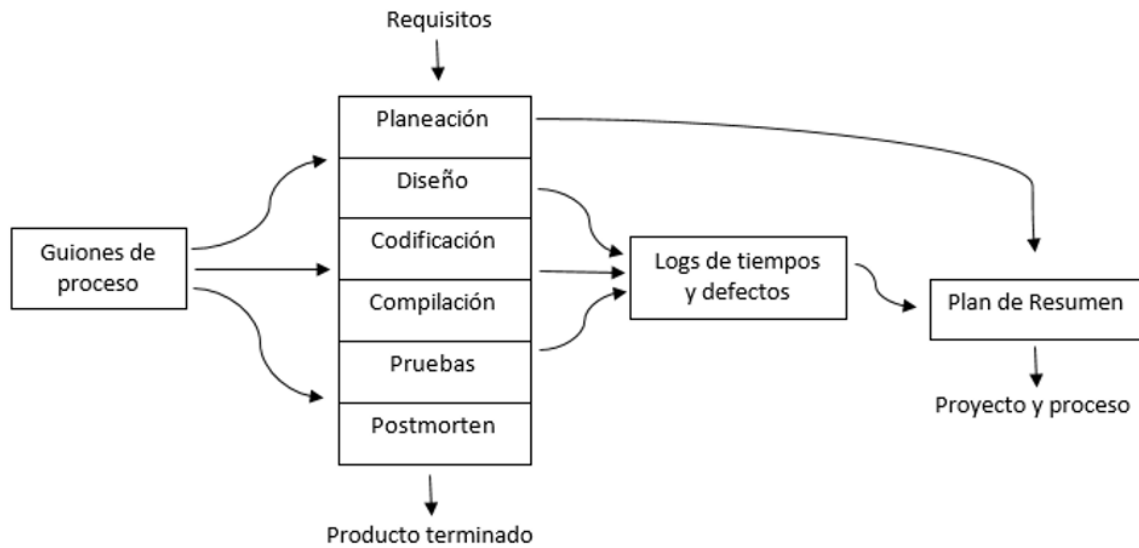 Requisitos
Planeación
Diseño
Codificación
Compilación
Pruebas
Postmorten
Producto terminado
Guiones de
proceso
Logs de tiempos
y defectos
Plan de Resumen
Proyecto y proceso